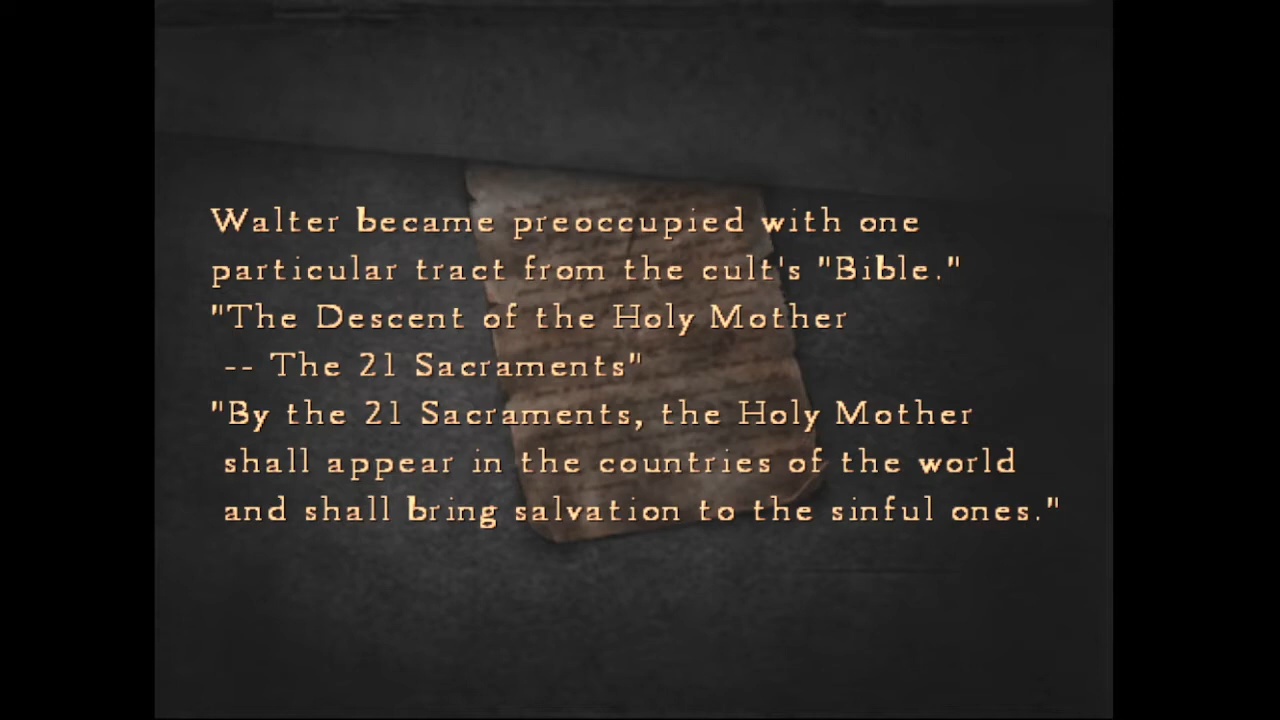 Walter became preoccupied with one
particular tract from the cult's "Bible."
"The Descent of the Holy Mother
-- The 21 Sacraments"
"By the 21 Sacraments, the Holy Mother
shall appear in the countries of the world
and shall bring salvation to the sinful ones."